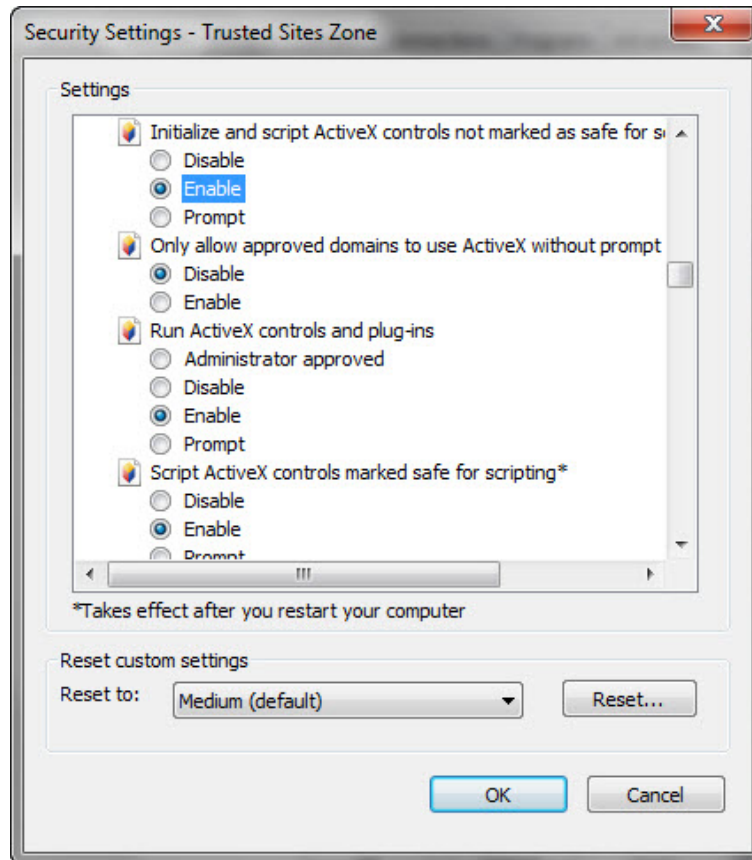 Security Settings - Trusted Sites Zone
Settings
Initialize and script ActiveX controls not marked as safe for s
Disable
Enable
Prompt
Only allow approved domains to use ActiveX without prompt
Disable
Enable
Run ActiveX controls and plug-ins
Administrator approved
Disable
Enable
Prompt
Script ActiveX controls marked safe for scripting*
Disable
Enable
Prompt
*Takes effect after you restart your computer
Reset custom settings
Reset to:
Medium (default)
Reset...
OK
Cancel